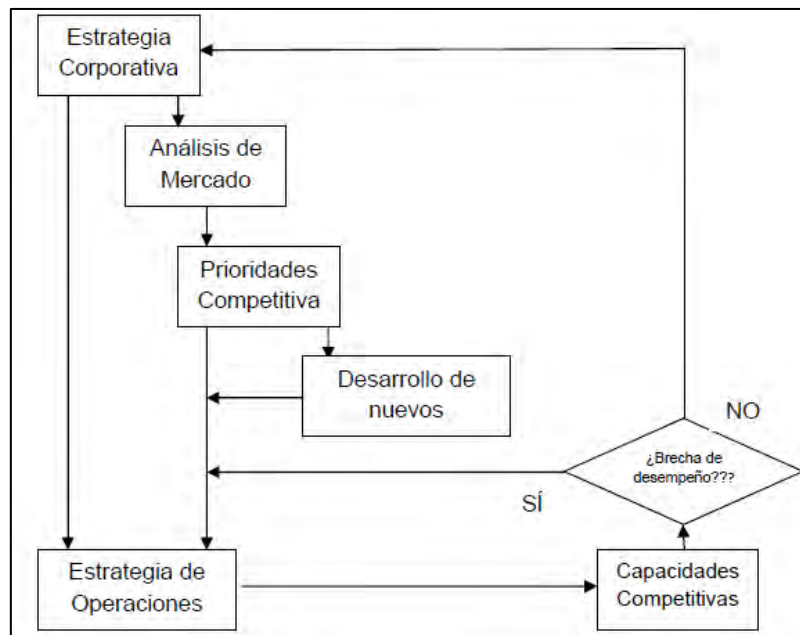 Estrategia
Corporativa
Análisis de
Mercado
Prioridades
Competitiva
Desarrollo de
nuevos
NO
¿Brecha de
desempeño???
SÍ
Estrategia de
Operaciones
Capacidades
Competitivas